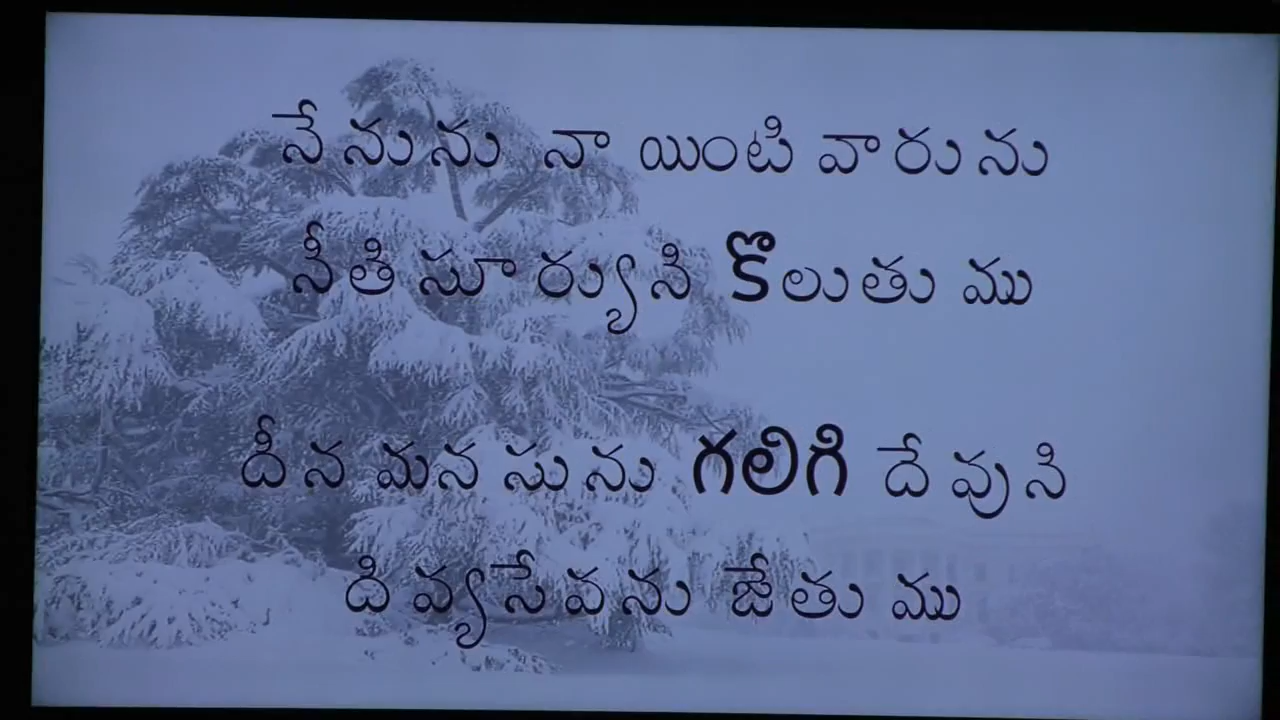 నేనును నా యింటి వారును
నీతి సూర్యుని కొలుతు ము
దీన మనసును గలిగి దేవుని
దివ్యసేవను జేతు ము